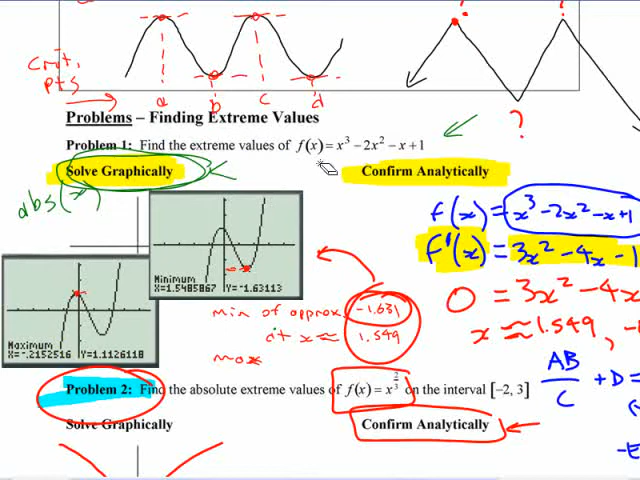 ? ?
Crit. pts
a b c d
?
Problems – Finding Extreme Values
Problem 1: Find the extreme values of f(x) = x³ – 2x² – x + 1
Solve Graphically Confirm Analytically
abs(x)
f(x) = x³ – 2x² – x + 1
f'(x) = 3x² – 4x – 1
Minimum
X=1.5485867 Y=-1.63113
0 = 3x² – 4x
min of approx. -1.631
at x ≈ 1.549
x ≈ 1.549, -
Maximum
X=-.2152516 Y=1.1126118
max
AB/C + D =
Problem 2: Find the absolute extreme values of f(x) = x^(2/3) on the interval [–2, 3]
Solve Graphically Confirm Analytically
-E